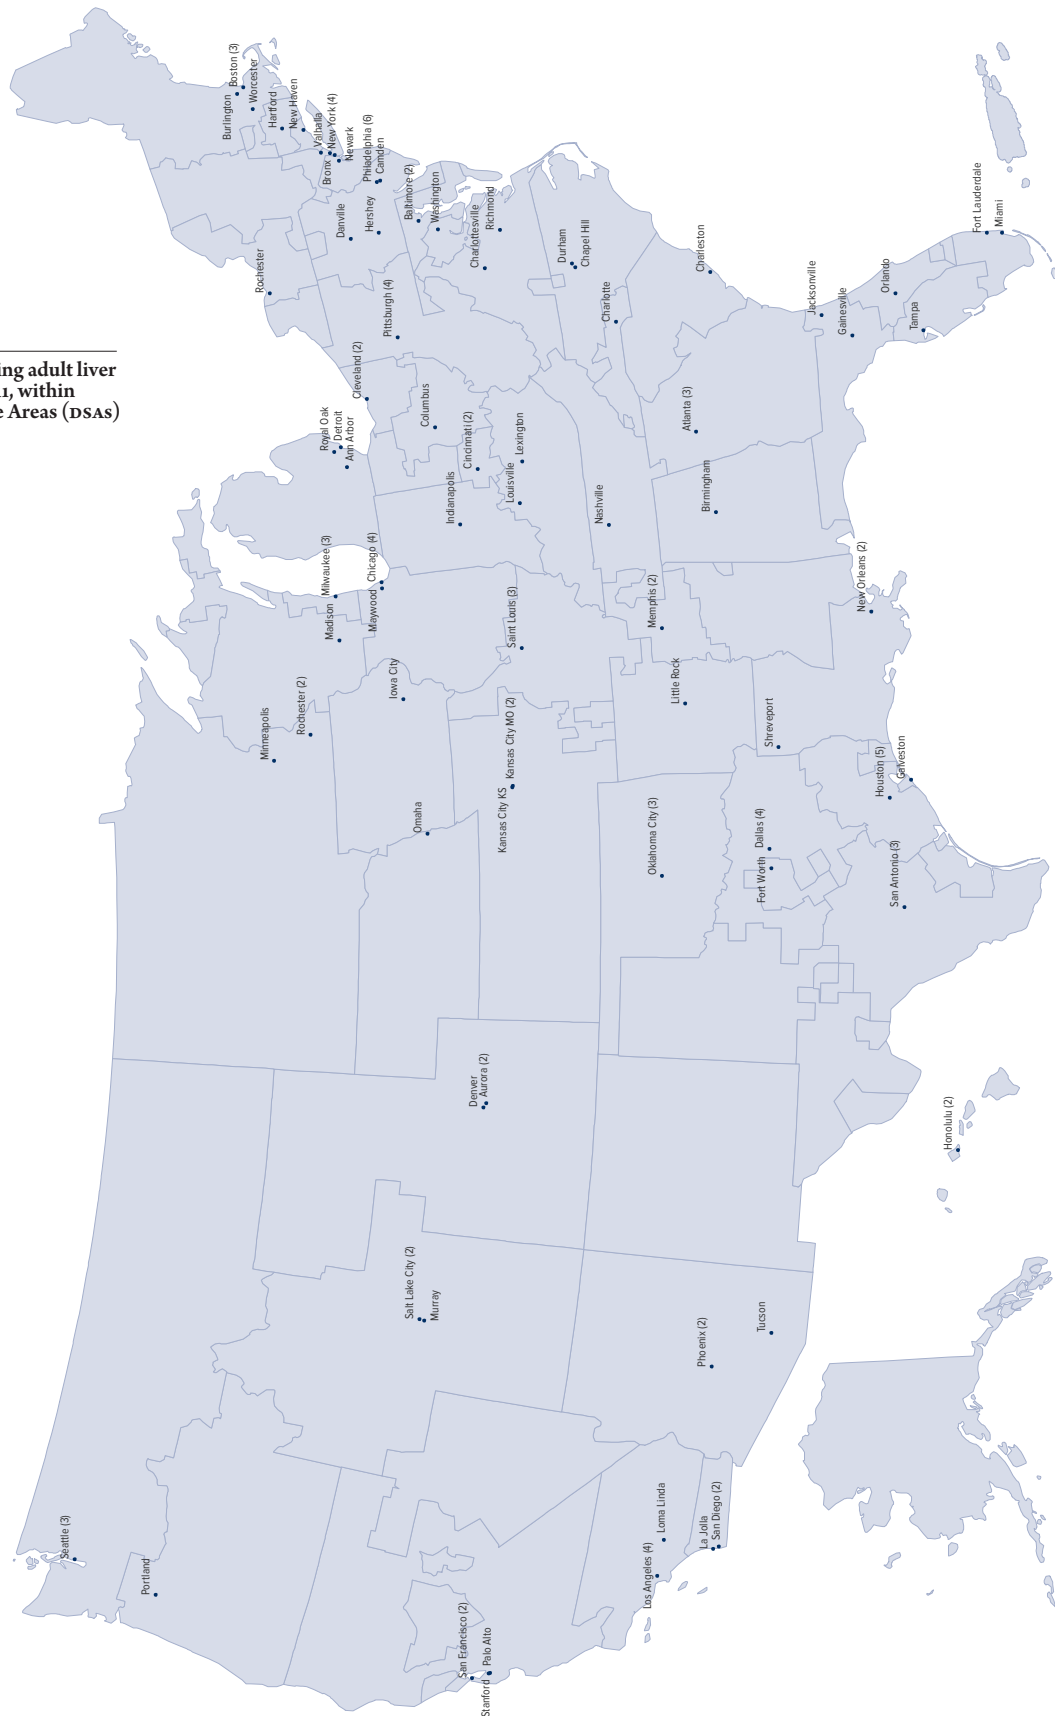 ing adult liver
11, within
e Areas (DSAs)
Seattle (3)
Portland
San Francisco (2)
Stanford
Palo Alto
Los Angeles (4)
Loma Linda
La Jolla
San Diego (2)
Salt Lake City (2)
Murray
Phoenix (2)
Tucson
Denver
Aurora (2)
Honolulu (2)
Minneapolis
Rochester (2)
Omaha
Iowa City
Kansas City KS
Kansas City MO (2)
Oklahoma City (3)
Fort Worth
Dallas (4)
San Antonio (3)
Houston (5)
Galveston
Shreveport
Little Rock
Saint Louis (3)
Memphis (2)
New Orleans (2)
Madison
Milwaukee (3)
Maywood
Chicago (4)
Indianapolis
Louisville
Lexington
Cincinnati (2)
Columbus
Cleveland (2)
Royal Oak
Detroit
Ann Arbor
Nashville
Birmingham
Atlanta (3)
Charlotte
Durham
Chapel Hill
Charleston
Jacksonville
Gainesville
Orlando
Tampa
Fort Lauderdale
Miami
Pittsburgh (4)
Rochester
Danville
Hershey
Charlottesville
Richmond
Baltimore (2)
Washington
Philadelphia (6)
Camden
Bronx
Valhalla
New York (4)
Newark
Hartford
New Haven
Burlington
Boston (3)
Worcester